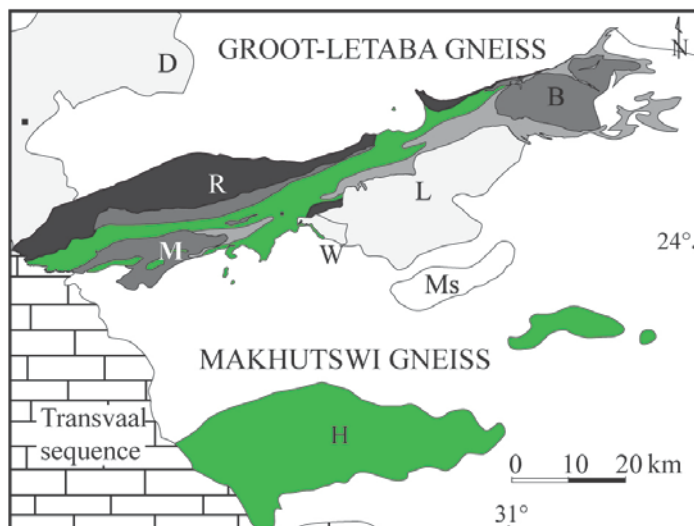 GROOT-LETABA GNEISS
N
D
B
R
L
M
W
24°
Ms
MAKHUTSWI GNEISS
Transvaal
sequence
H
0 10 20 km
31°